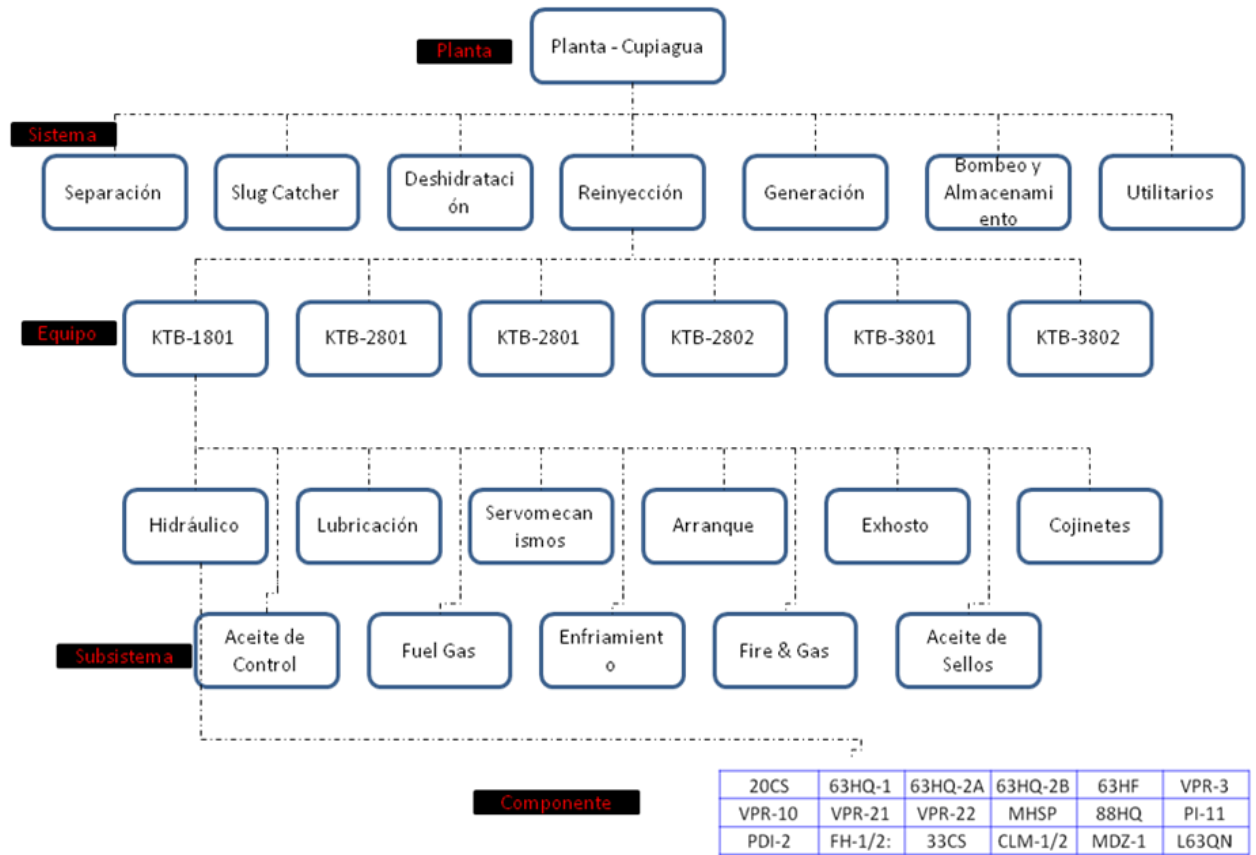 Planta
Planta - Cupiagua
Sistema
Separación
Slug Catcher
Deshidrataci
ón
Reinyección
Generación
Bombeo y
Almacenami
ento
Utilitarios
Equipo
KTB-1801
KTB-2801
KTB-2801
KTB-2802
KTB-3801
KTB-3802
Hidráulico
Lubricación
Servomecan
ismos
Arranque
Exhosto
Cojinetes
Subsistema
Aceite de
Control
Fuel Gas
Enfriamient
o
Fire & Gas
Aceite de
Sellos
Componente
20CS 63HQ-1 63HQ-2A 63HQ-2B 63HF VPR-3
VPR-10 VPR-21 VPR-22 MHSP 88HQ PI-11
PDI-2 FH-1/2: 33CS CLM-1/2 MDZ-1 L63QN